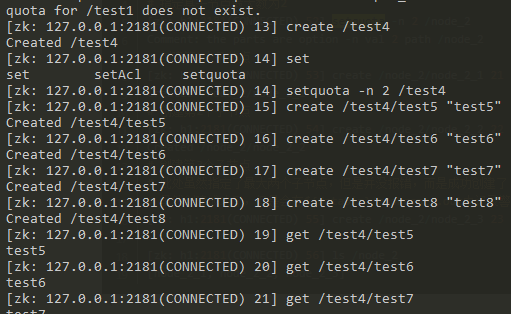 quota for /test1 does not exist.
[zk: 127.0.0.1:2181(CONNECTED) 13] create /test4
Created /test4
[zk: 127.0.0.1:2181(CONNECTED) 14] set
set        setAcl     setquota
[zk: 127.0.0.1:2181(CONNECTED) 14] setquota -n 2 /test4
[zk: 127.0.0.1:2181(CONNECTED) 15] create /test4/test5 "test5"
Created /test4/test5
[zk: 127.0.0.1:2181(CONNECTED) 16] create /test4/test6 "test6"
Created /test4/test6
[zk: 127.0.0.1:2181(CONNECTED) 17] create /test4/test7 "test7"
Created /test4/test7
[zk: 127.0.0.1:2181(CONNECTED) 18] create /test4/test8 "test8"
Created /test4/test8
[zk: 127.0.0.1:2181(CONNECTED) 19] get /test4/test5
test5
[zk: 127.0.0.1:2181(CONNECTED) 20] get /test4/test6
test6
[zk: 127.0.0.1:2181(CONNECTED) 21] get /test4/test7
test7